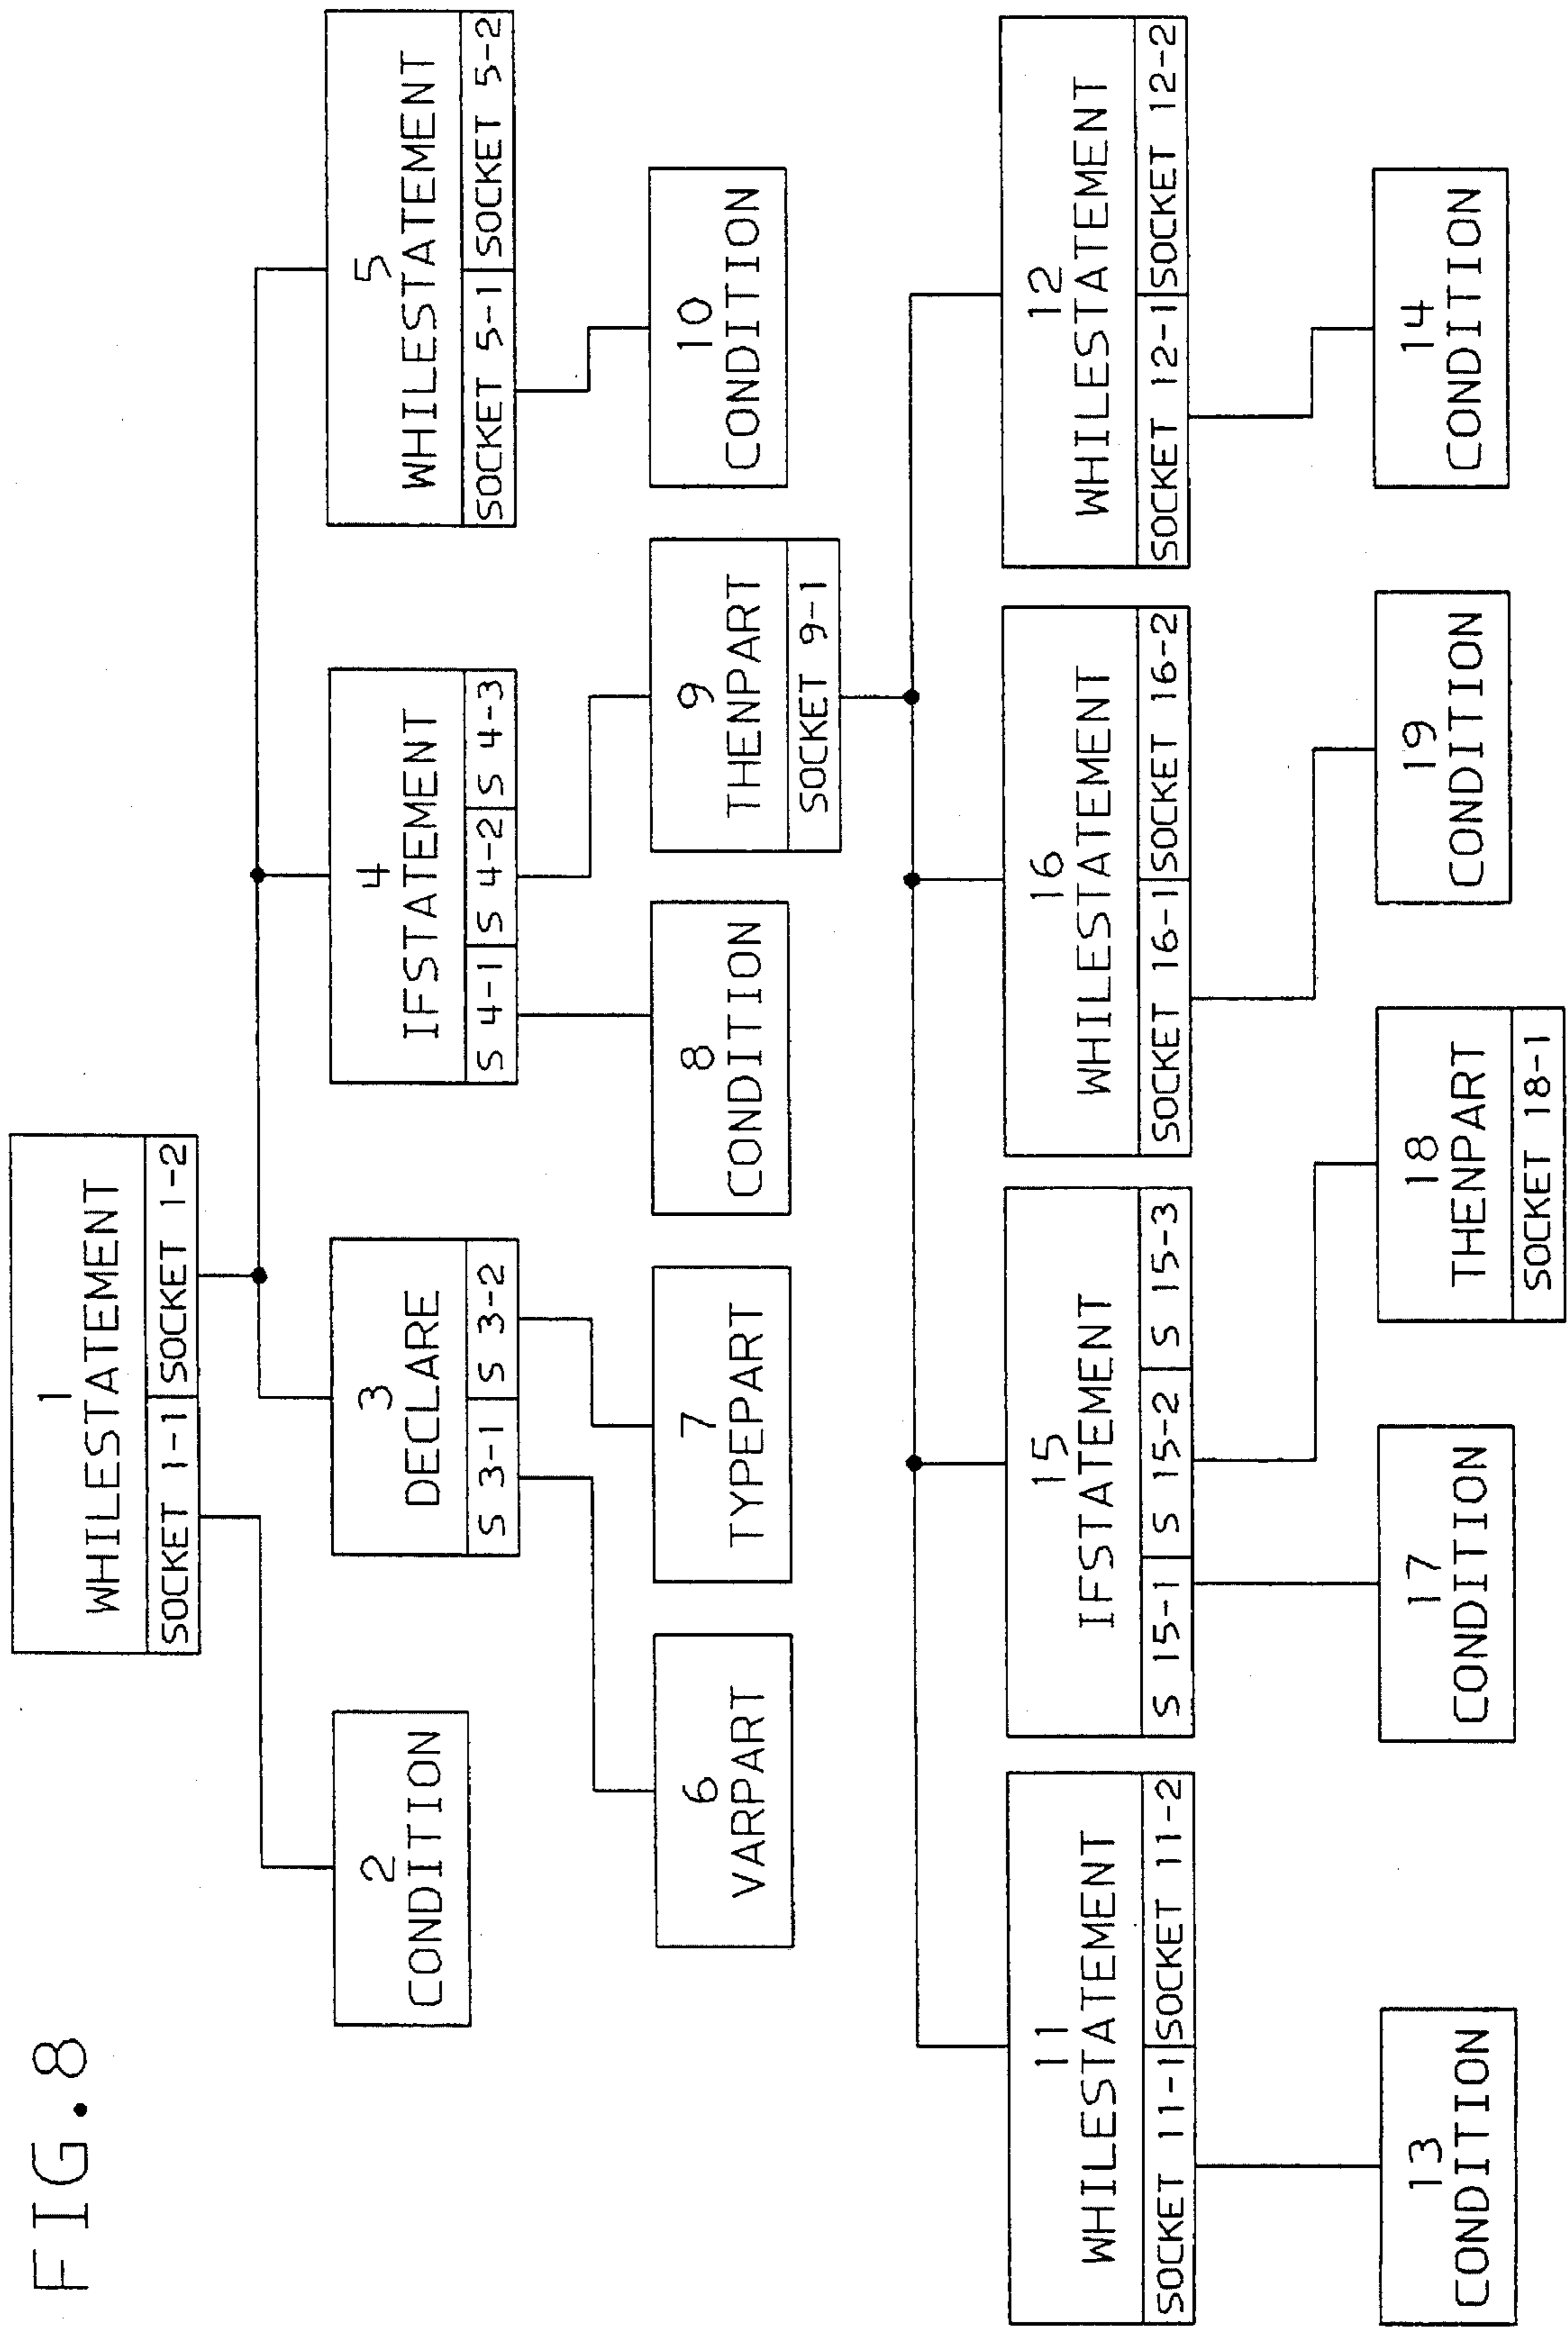 FIG.8
1
WHILESTATEMENT
SOCKET 1-1 SOCKET 1-2
2
CONDITION
3
DECLARE
S 3-1 S 3-2
4
IFSTATEMENT
S 4-1 S 4-2 S 4-3
5
WHILESTATEMENT
SOCKET 5-1 SOCKET 5-2
6
VARPART
7
TYPEPART
8
CONDITION
9
THENPART
SOCKET 9-1
10
CONDITION
11
WHILESTATEMENT
SOCKET 11-1 SOCKET 11-2
15
IFSTATEMENT
S 15-1 S 15-2 S 15-3
16
WHILESTATEMENT
SOCKET 16-1 SOCKET 16-2
12
WHILESTATEMENT
SOCKET 12-1 SOCKET 12-2
13
CONDITION
17
CONDITION
18
THENPART
SOCKET 18-1
19
CONDITION
14
CONDITION